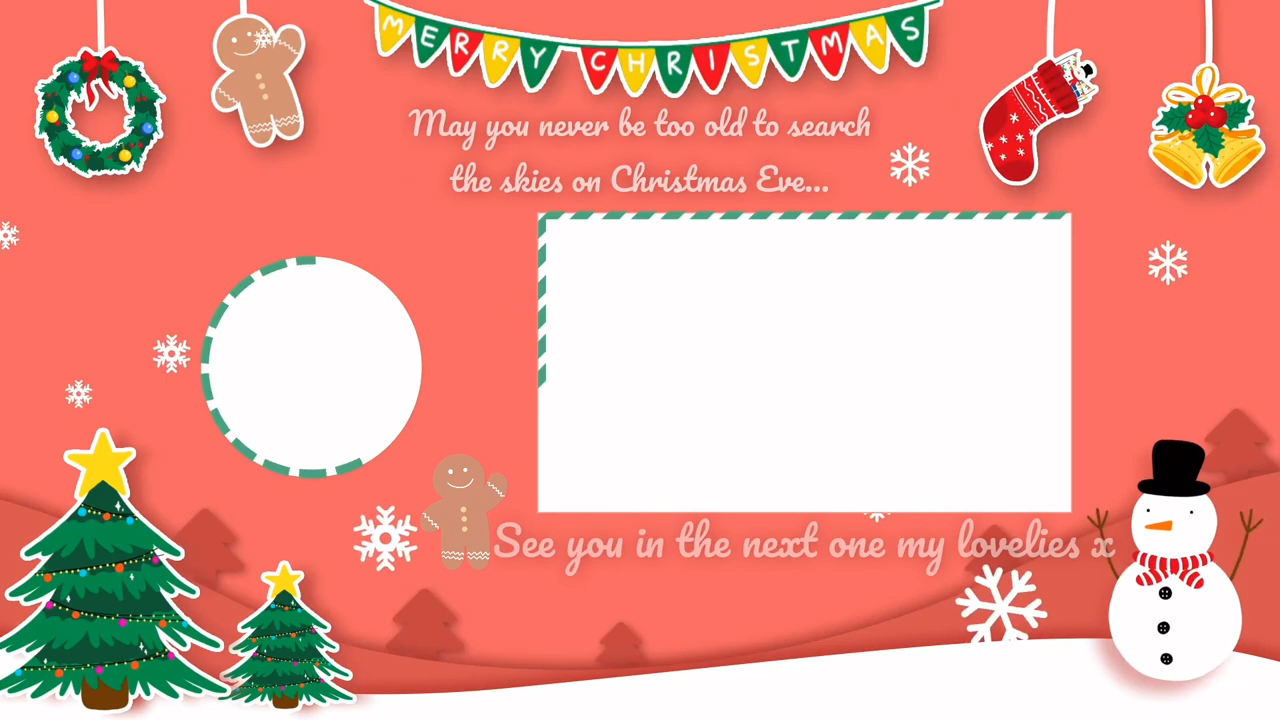 MERRY CHRISTMAS
May you never be too old to search
the skies on Christmas Eve...
See you in the next one my lovelies x